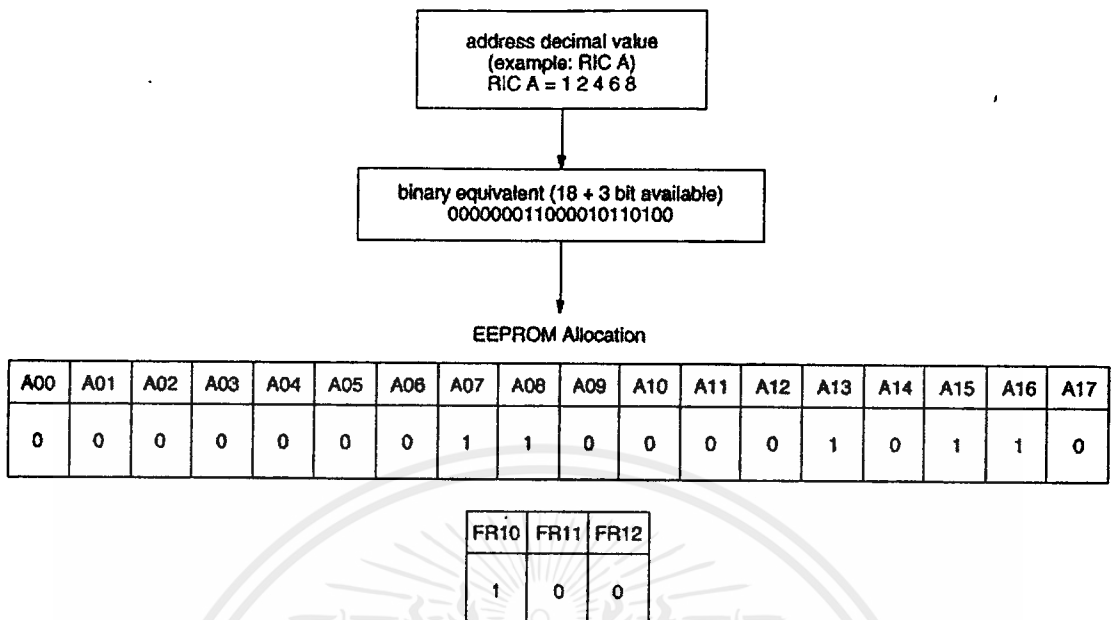 address decimal value
(example: RIC A)
RIC A = 1 2 4 6 8
binary equivalent (18 + 3 bit available)
000000011000010110100
EEPROM Allocation
A00 A01 A02 A03 A04 A05 A06 A07 A08 A09 A10 A11 A12 A13 A14 A15 A16 A17
0 0 0 0 0 0 0 1 1 0 0 0 0 1 0 1 1 0
FR10 FR11 FR12
1 0 0